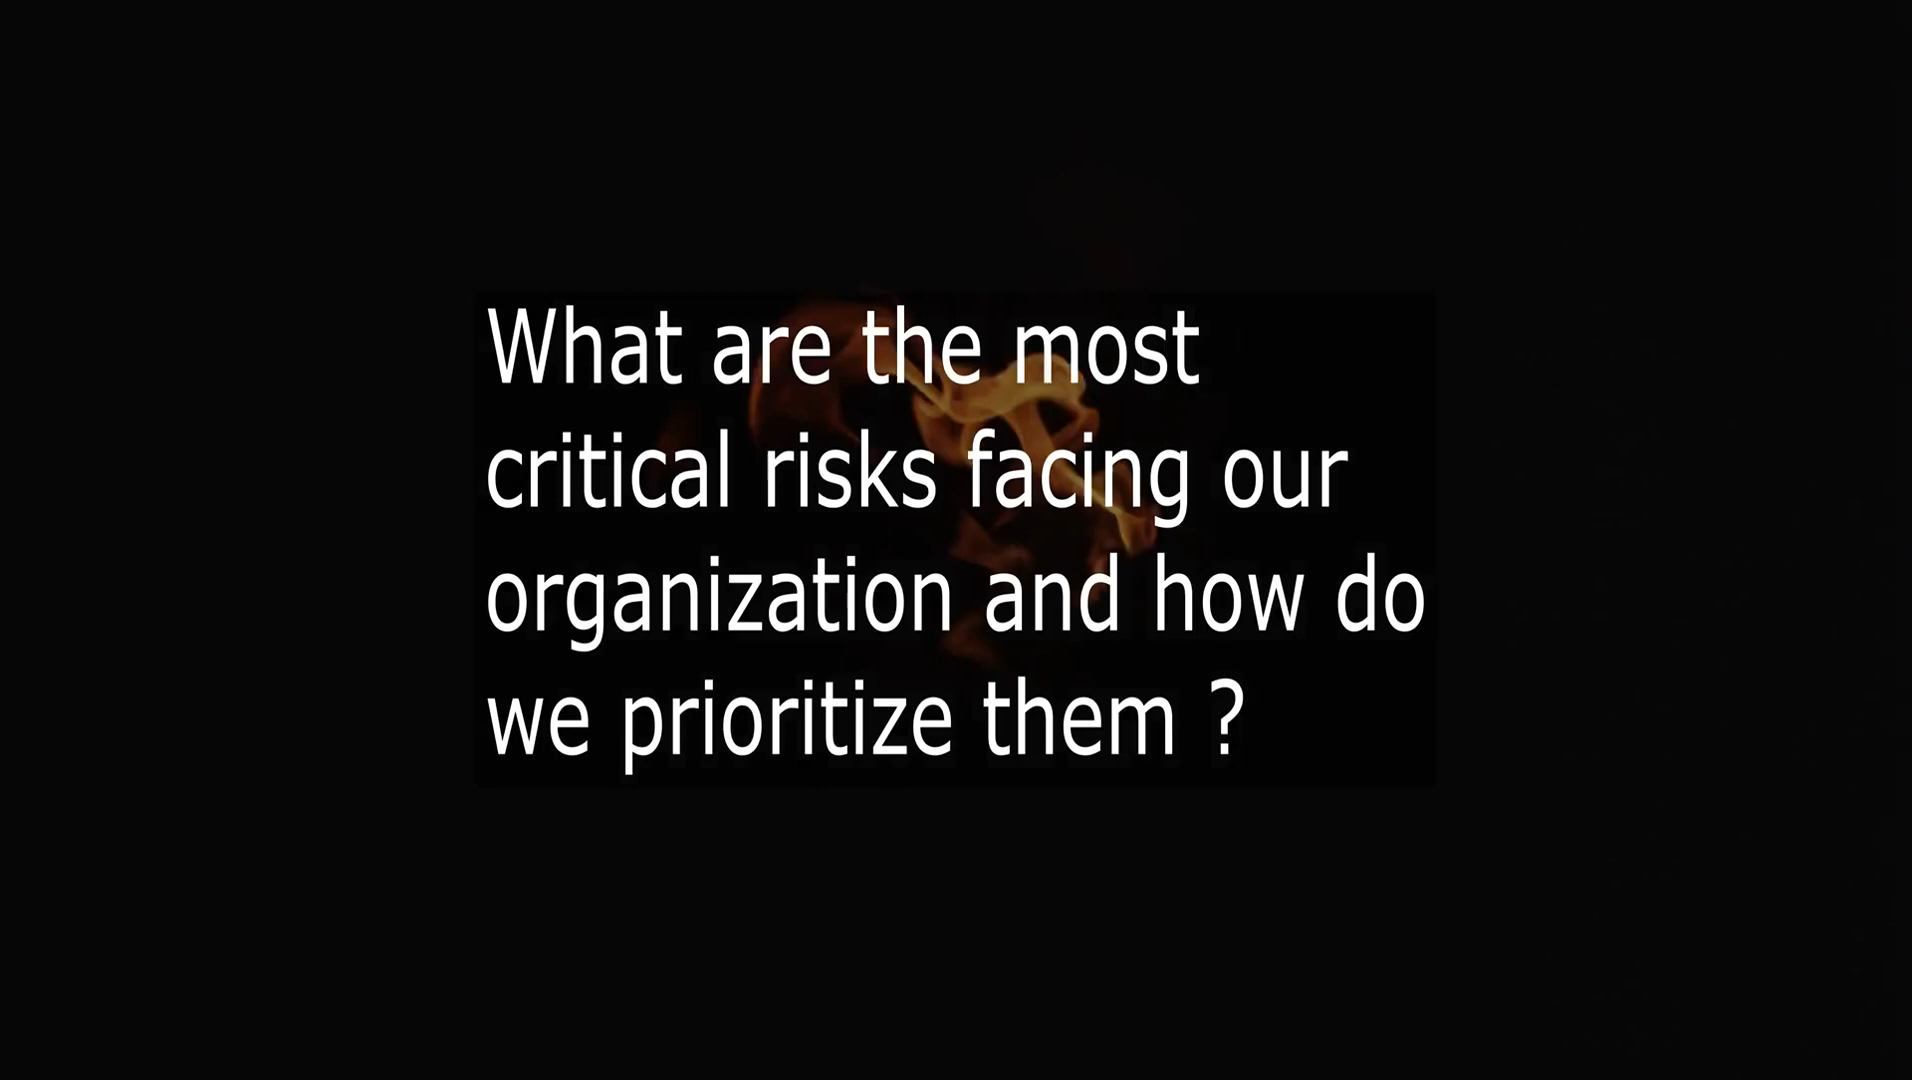 What are the most
critical risks facing our
organization and how do
we prioritize them ?